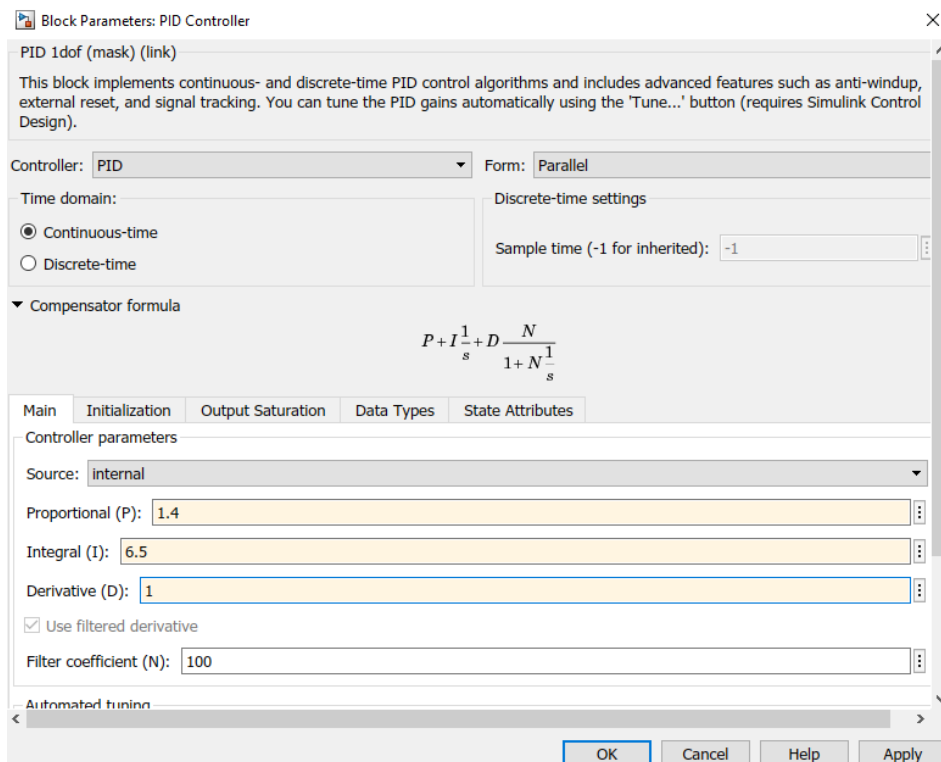 Block Parameters: PID Controller
PID 1dof (mask) (link)
This block implements continuous- and discrete-time PID control algorithms and includes advanced features such as anti-windup,
external reset, and signal tracking. You can tune the PID gains automatically using the 'Tune...' button (requires Simulink Control
Design).
Controller: PID Form: Parallel
Time domain: Discrete-time settings
Continuous-time
Sample time (-1 for inherited): -1
Discrete-time
Compensator formula
P + I 1/s + D N/(1 + N 1/s)
Main Initialization Output Saturation Data Types State Attributes
Controller parameters
Source: internal
Proportional (P): 1.4
Integral (I): 6.5
Derivative (D): 1
Use filtered derivative
Filter coefficient (N): 100
Automated tuning
OK Cancel Help Apply